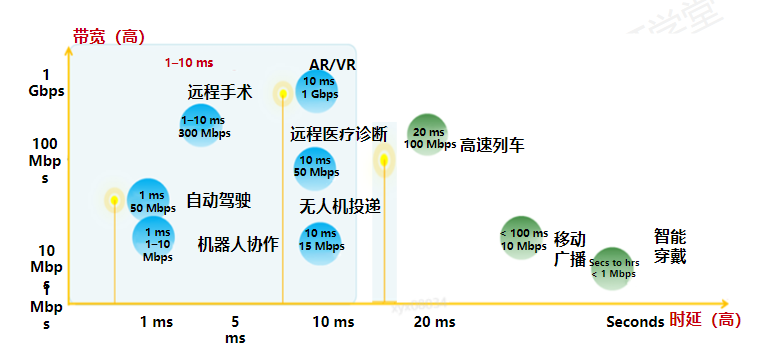 带宽（高）
1–10 ms
1
Gbps
AR/VR
10 ms
1 Gbps
远程手术
1–10 ms
300 Mbps
远程医疗诊断
20 ms
100 Mbps
高速列车
100
Mbp
s
10 ms
50 Mbps
1 ms
50 Mbps
自动驾驶
无人机投递
1 ms
1–10
Mbps
机器人协作
10 ms
15 Mbps
< 100 ms
10 Mbps
移动
广播
智能
穿戴
Secs to hrs
< 1 Mbps
10
Mbp
s
1
Mbp
s
1 ms
5
ms
10 ms
20 ms
Seconds
时延（高）